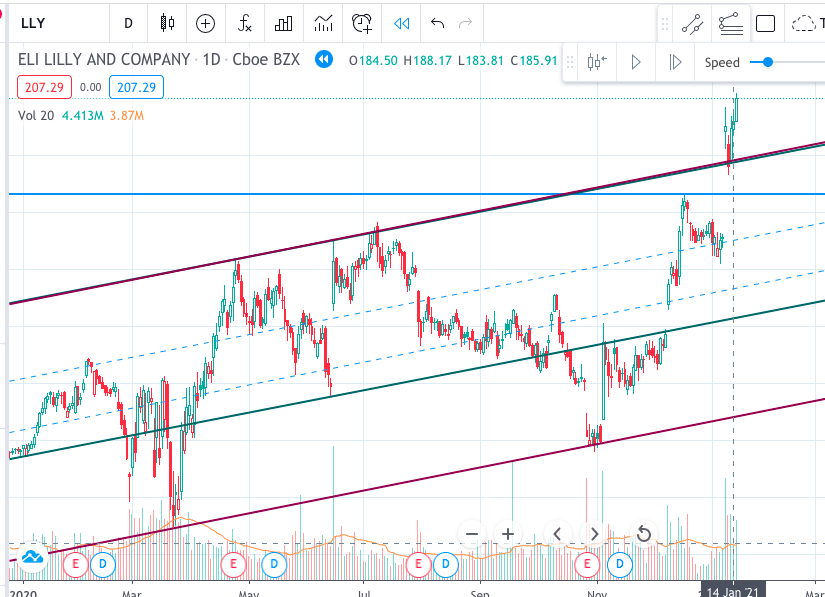 LLY D
ELI LILLY AND COMPANY · 1D · Cboe BZX O184.50 H188.17 L183.81 C185.91 Speed
207.29 0.00 207.29
Vol 20 4.413M 3.87M
E D E D E D E D
2020 Mar May Jul Sep Nov 14 Jan '21 Mar